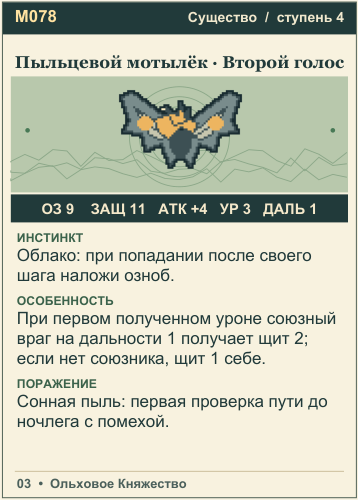 M078
Существо / ступень 4
Пыльцевой мотылёк · Второй голос
ОЗ 9 ЗАЩ 11 АТК +4 УР 3 ДАЛЬ 1
ИНСТИНКТ
Облако: при попадании после своего
шага наложи озноб.
ОСОБЕННОСТЬ
При первом полученном уроне союзный
враг на дальности 1 получает щит 2;
если нет союзника, щит 1 себе.
ПОРАЖЕНИЕ
Сонная пыль: первая проверка пути до
ночлега с помехой.
03 • Ольховое Княжество